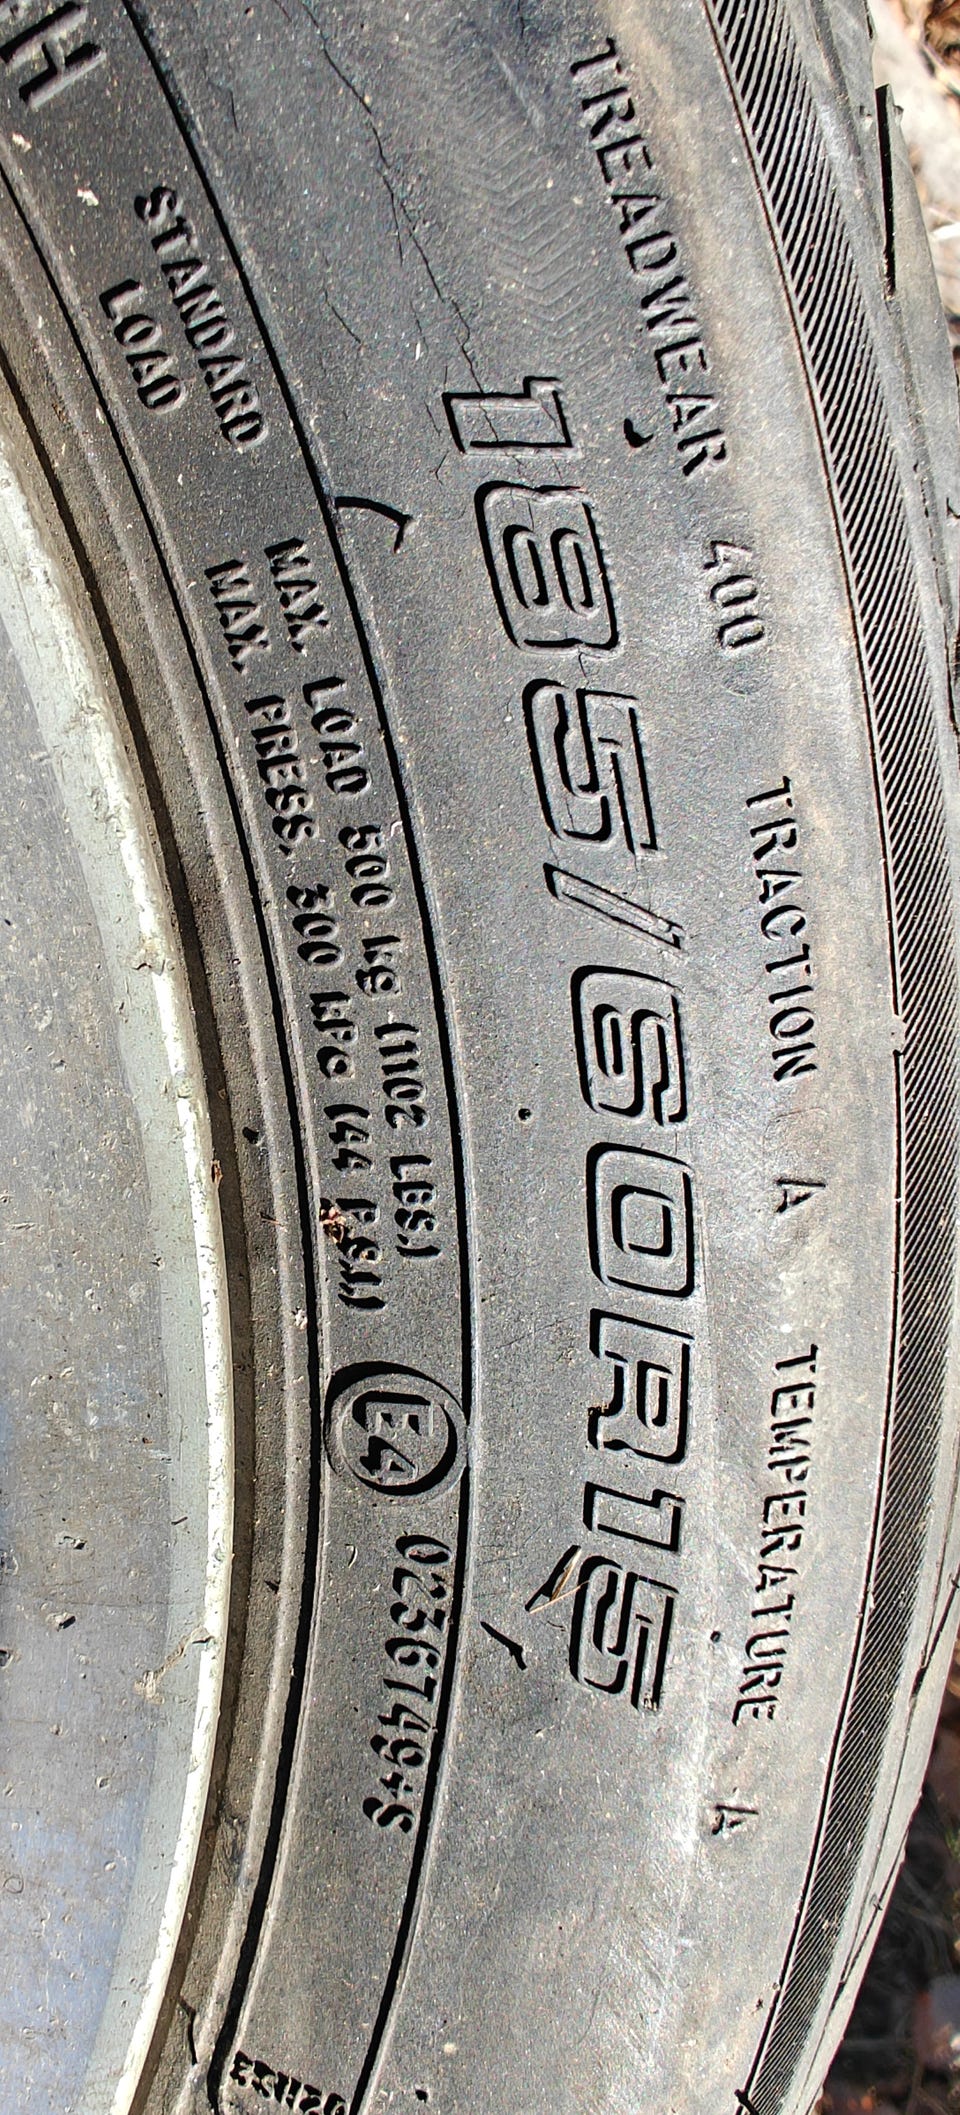 TREADWEAR 400 TRACTION A TEMPERATURE A
185/60R15
STANDARD
LOAD
MAX. LOAD 500 kg (1102 LBS)
MAX. PRESS. 300 kPa (44 P.S.I)
E4 0236749-S
H